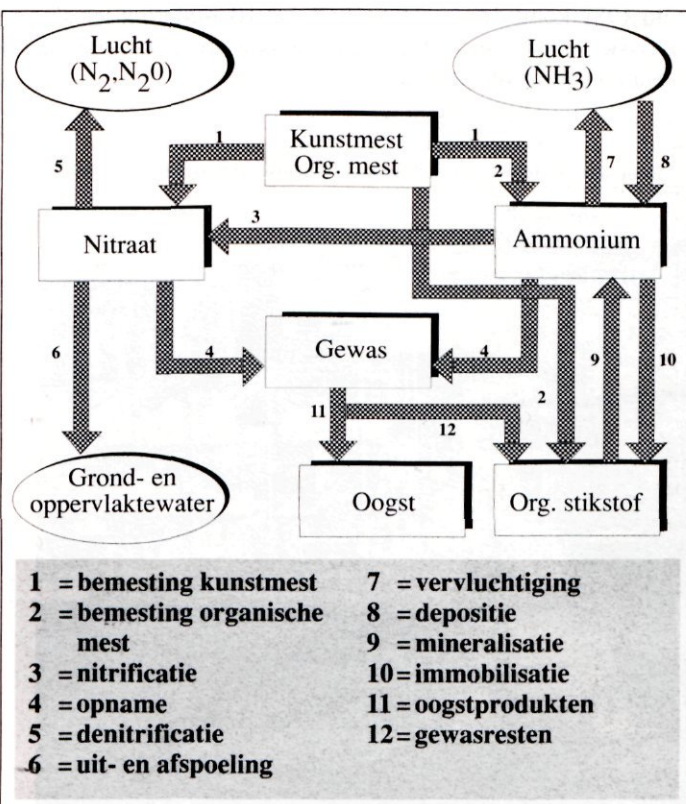 Lucht
(N2,N20)
Lucht
(NH3)
1
Kunstmest
Org. mest
1
2
5
7
8
Nitraat
3
Ammonium
6
4
Gewas
4
9
10
11
12
2
Grond- en
oppervlaktewater
Oogst
Org. stikstof
1 = bemesting kunstmest
2 = bemesting organische
mest
3 = nitrificatie
4 = opname
5 = denitrificatie
6 = uit- en afspoeling
7 = vervluchtiging
8 = depositie
9 = mineralisatie
10 = immobilisatie
11 = oogstprodukten
12 = gewasresten